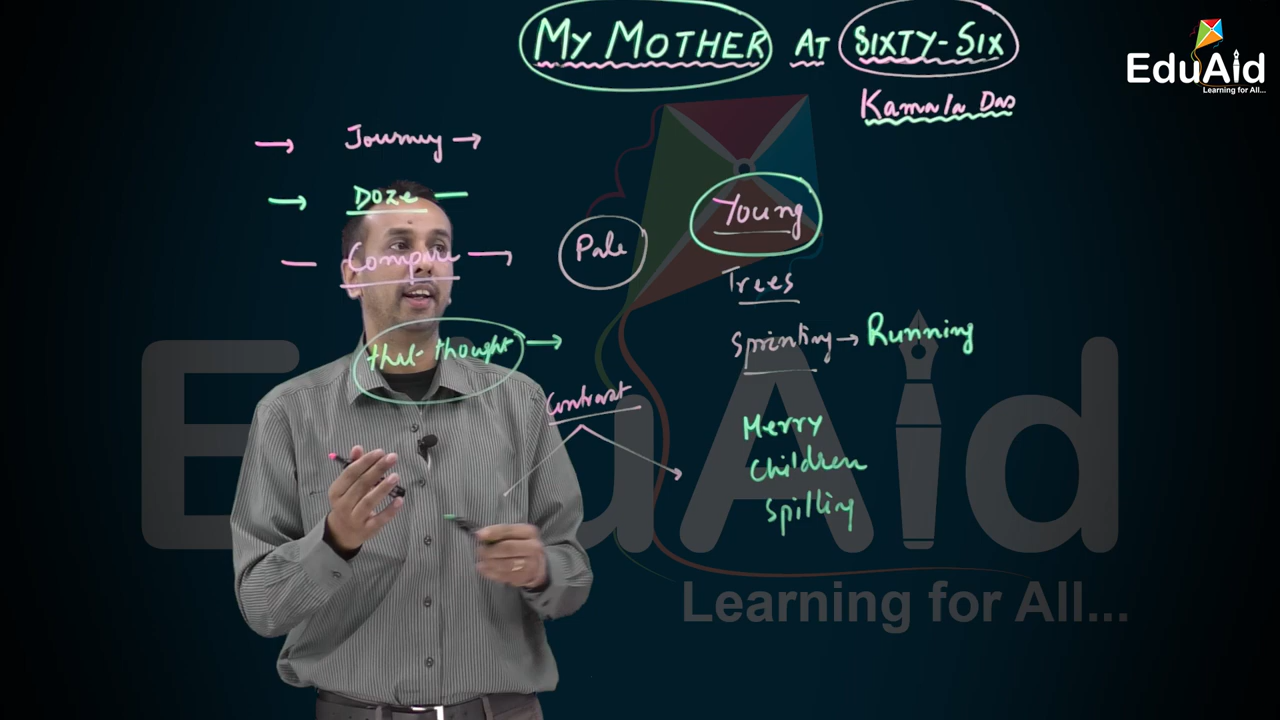 MY MOTHER AT SIXTY-SIX
Kamala Das
EduAid
Learning for All...
Journey
Doze
Compare
that thought
Pale
Contrast
Young
Trees
Sprinting → Running
Merry
Children
Spilling
EduAid
Learning for All...